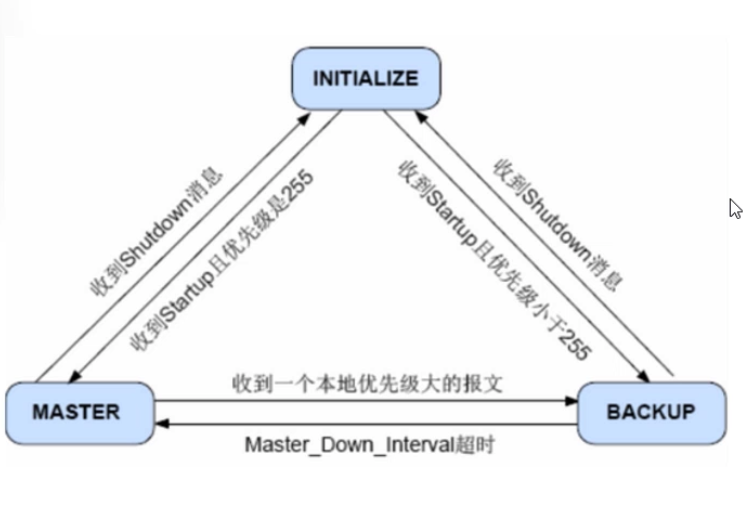 INITIALIZE
收到Shutdown消息
收到Startup且优先级是255
收到Startup且优先级小于255
收到Shutdown消息
MASTER
收到一个本地优先级大的报文
BACKUP
Master_Down_Interval超时